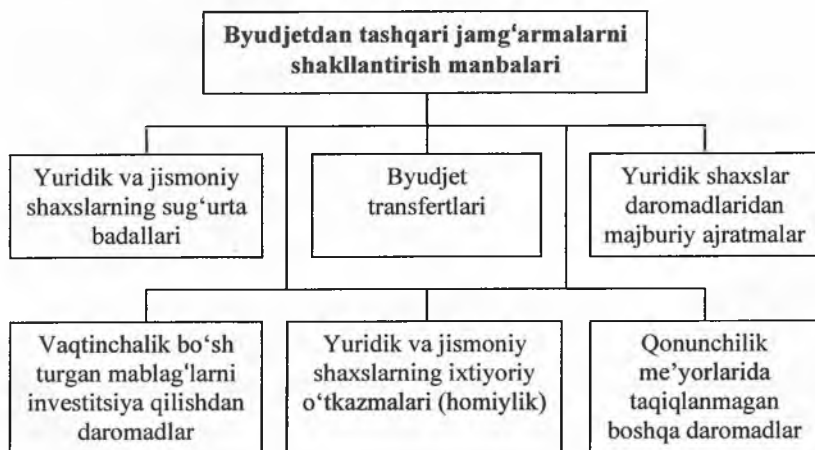 Byudjetdan tashqari jamg‘armalarni
shakllantirish manbalari
Yuridik va jismoniy
shaxslarning sug‘urta
badallari
Byudjet
transfertlari
Yuridik shaxslar
daromadlaridan
majburiy ajratmalar
Vaqtinchalik bo‘sh
turgan mablag‘larni
investitsiya qilishdan
daromadlar
Yuridik va jismoniy
shaxslarning ixtiyoriy
o‘tkazmalari (homiylik)
Qonunchilik
me’yorlarida
taqiqlanmagan
boshqa daromadlar